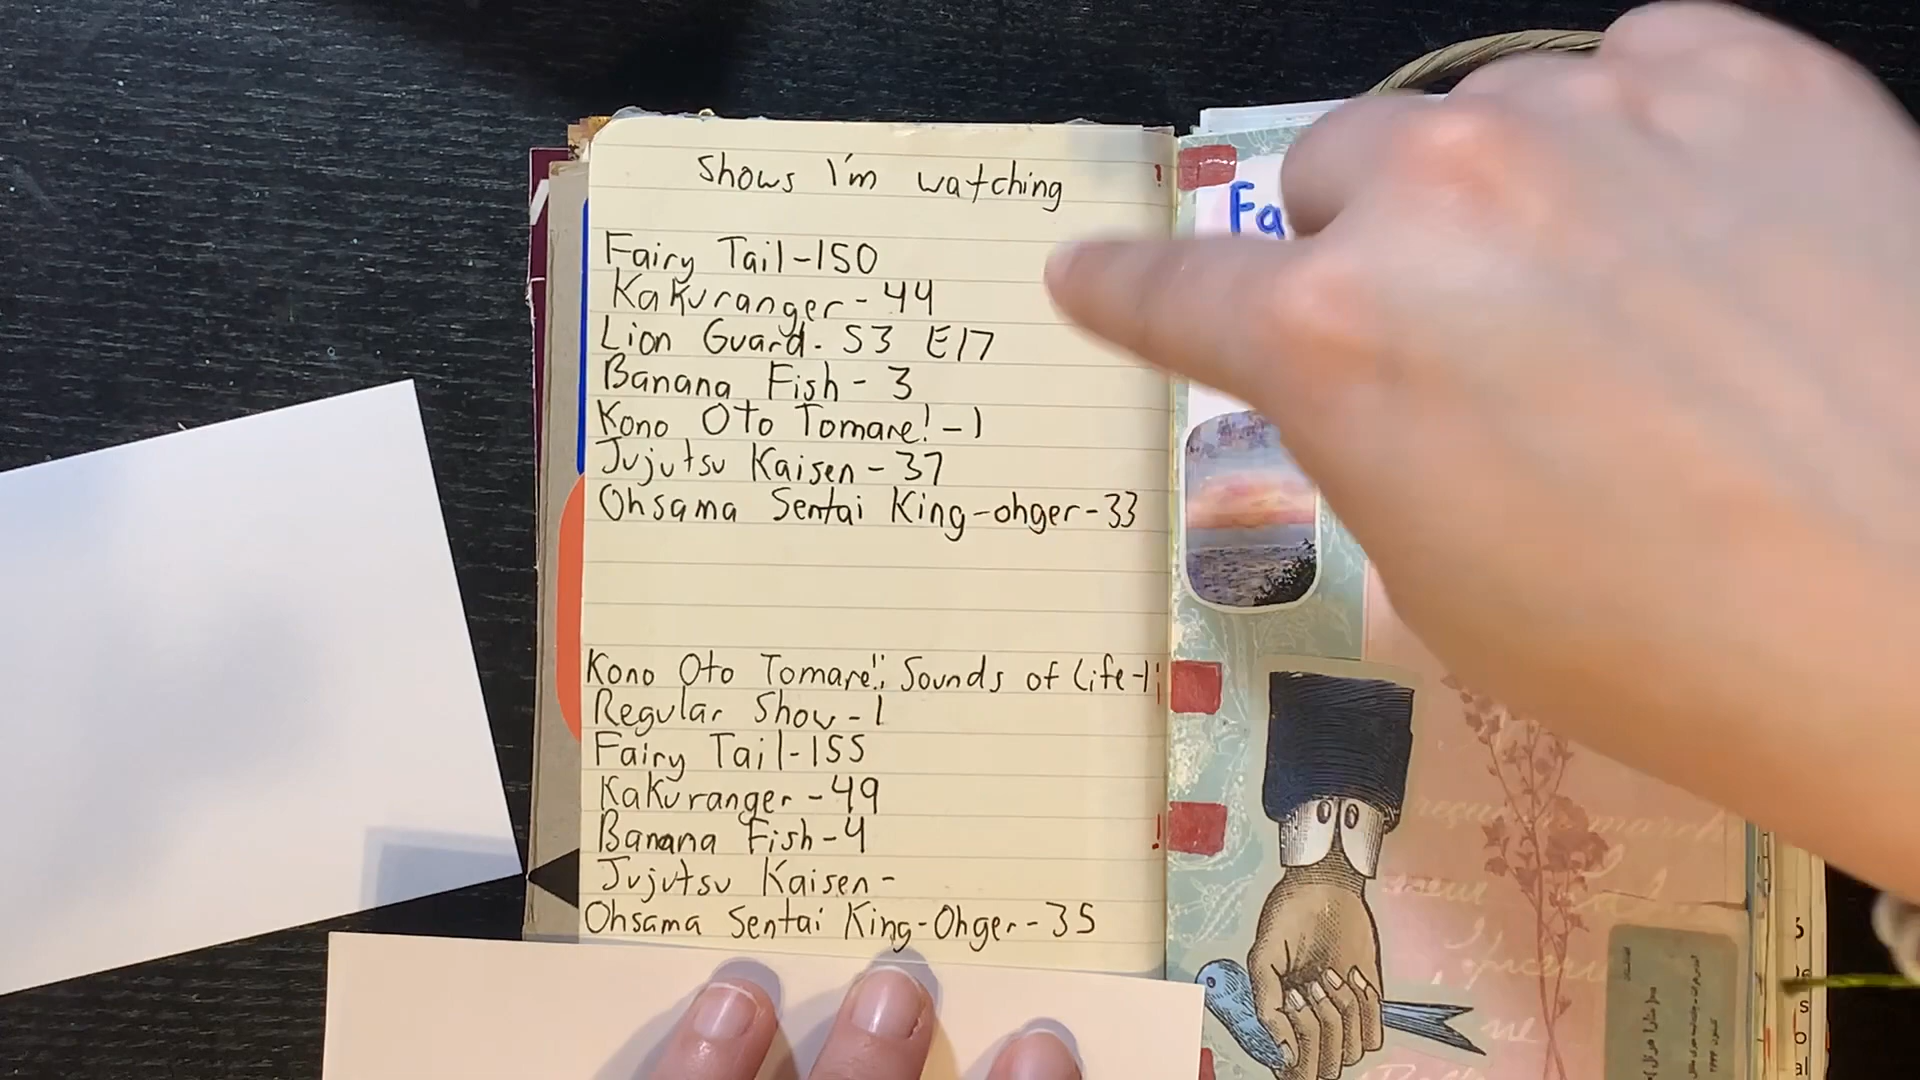 Shows I'm watching
Fairy Tail-150
Kakuranger-44
Lion Guard- S3 E17
Banana Fish- 3
Kono Oto Tomare!-1
Jujutsu Kaisen-37
Ohsama Sentai King-ohger-33
Kono Oto Tomare!: Sounds of Life-1
Regular Show-1
Fairy Tail-155
Kakuranger-49
Banana Fish-4
Jujutsu Kaisen-
Ohsama Sentai King-Ohger-35
Fa